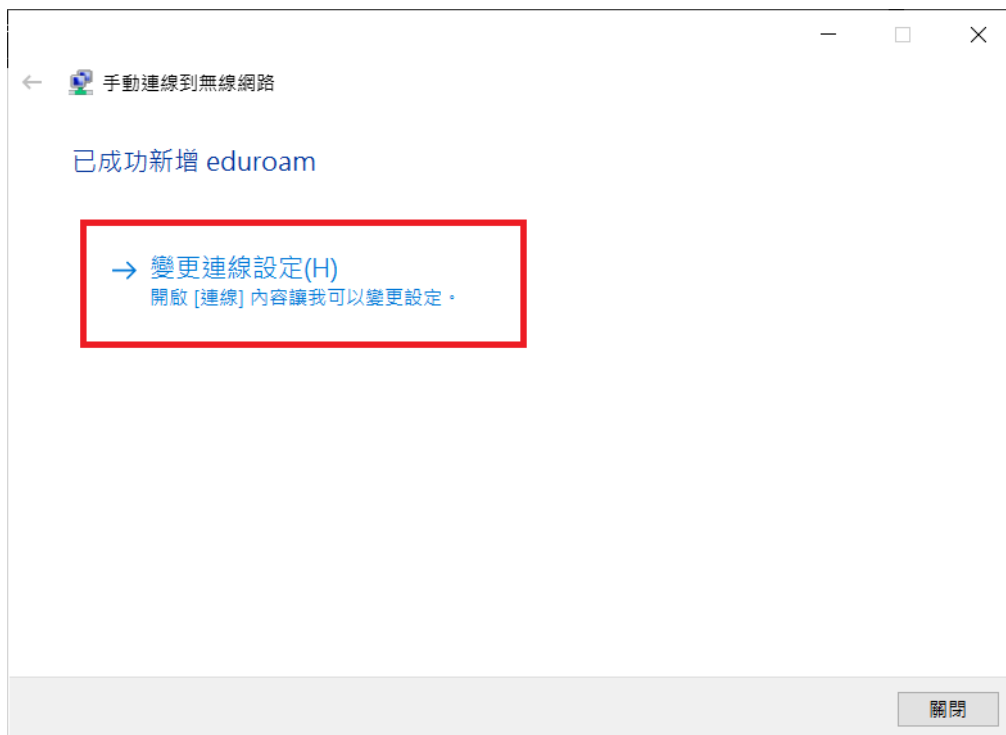 手動連線到無線網路
已成功新增 eduroam
→ 變更連線設定(H)
開啟 [連線] 內容讓我可以變更設定。
關閉